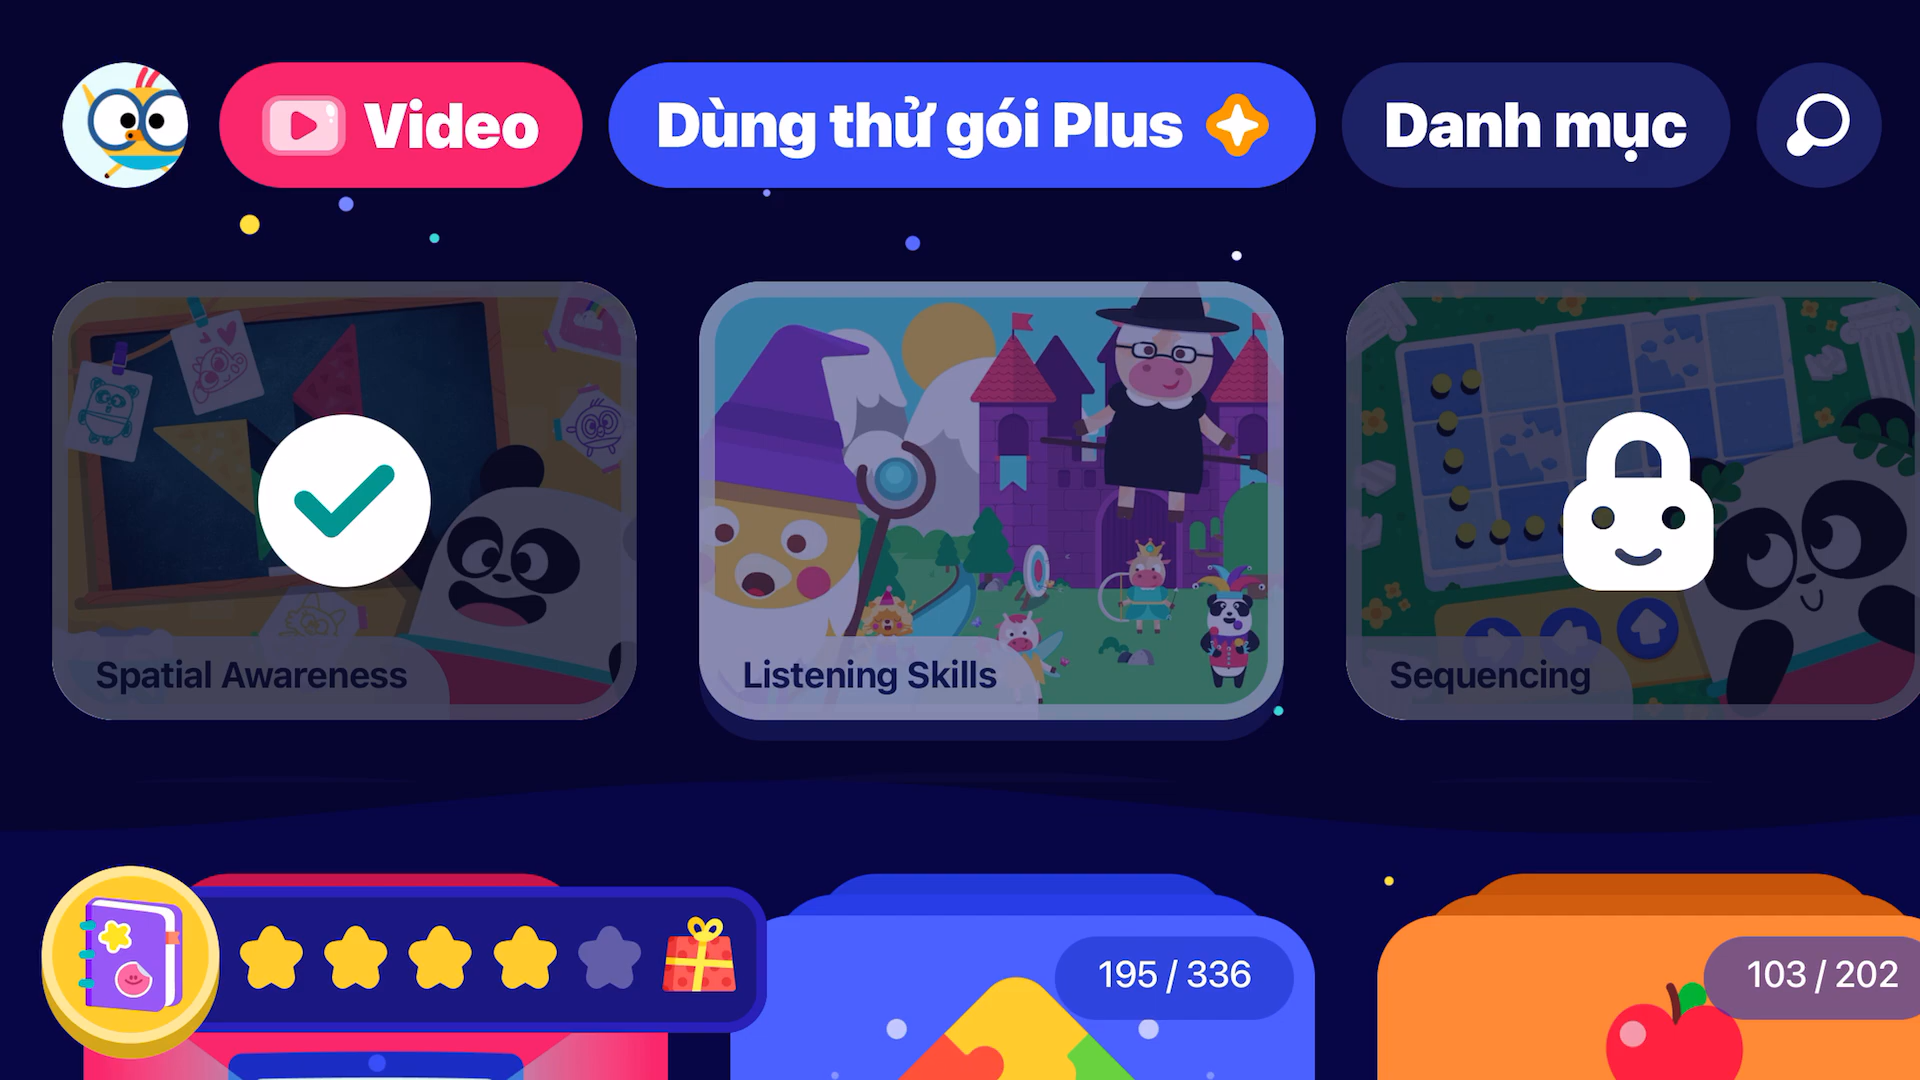 Video
Dùng thử gói Plus
Danh mục
Spatial Awareness
Listening Skills
Sequencing
195 / 336
103 / 202